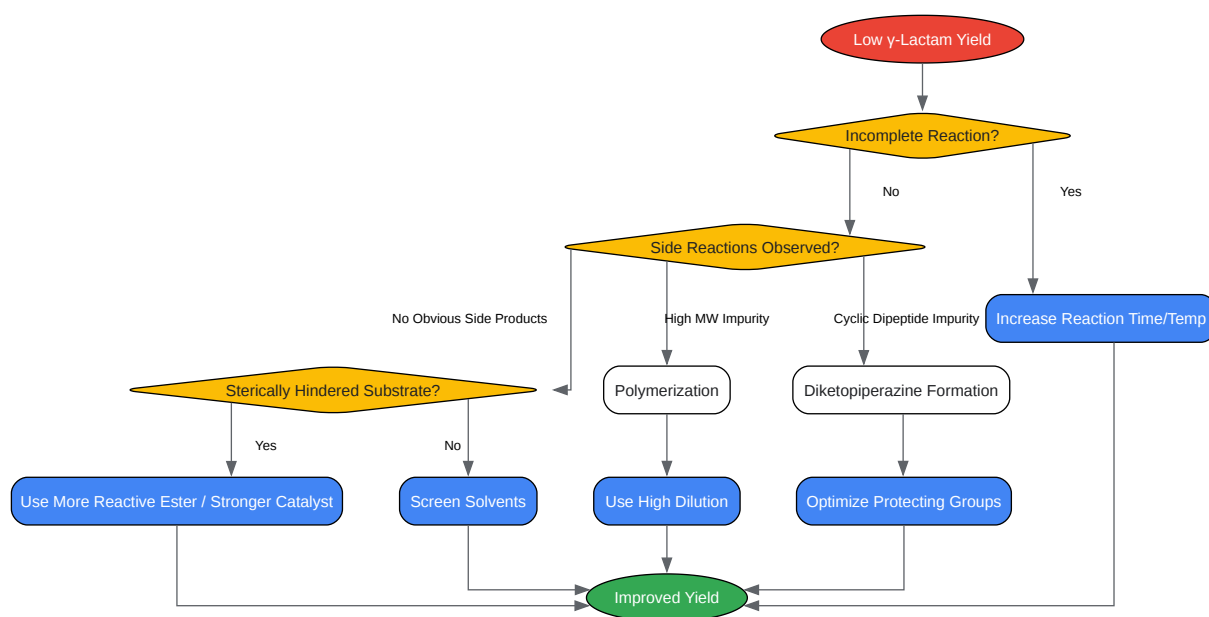 Low γ-Lactam Yield
Incomplete Reaction?
No
Yes
Side Reactions Observed?
No Obvious Side Products
High MW Impurity
Cyclic Dipeptide Impurity
Increase Reaction Time/Temp
Sterically Hindered Substrate?
Polymerization
Diketopiperazine Formation
Yes
No
Use More Reactive Ester / Stronger Catalyst
Screen Solvents
Use High Dilution
Optimize Protecting Groups
Improved Yield